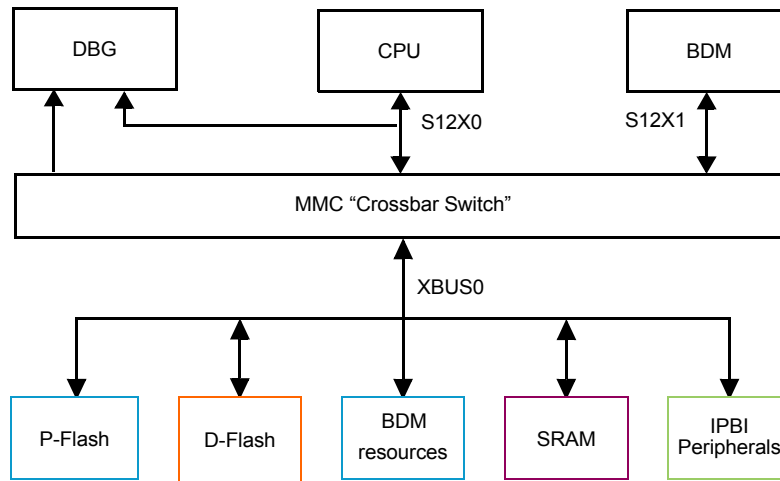 DBG
CPU
BDM
S12X0
S12X1
MMC “Crossbar Switch”
XBUS0
P-Flash
D-Flash
BDM
resources
SRAM
IPBI
Peripherals